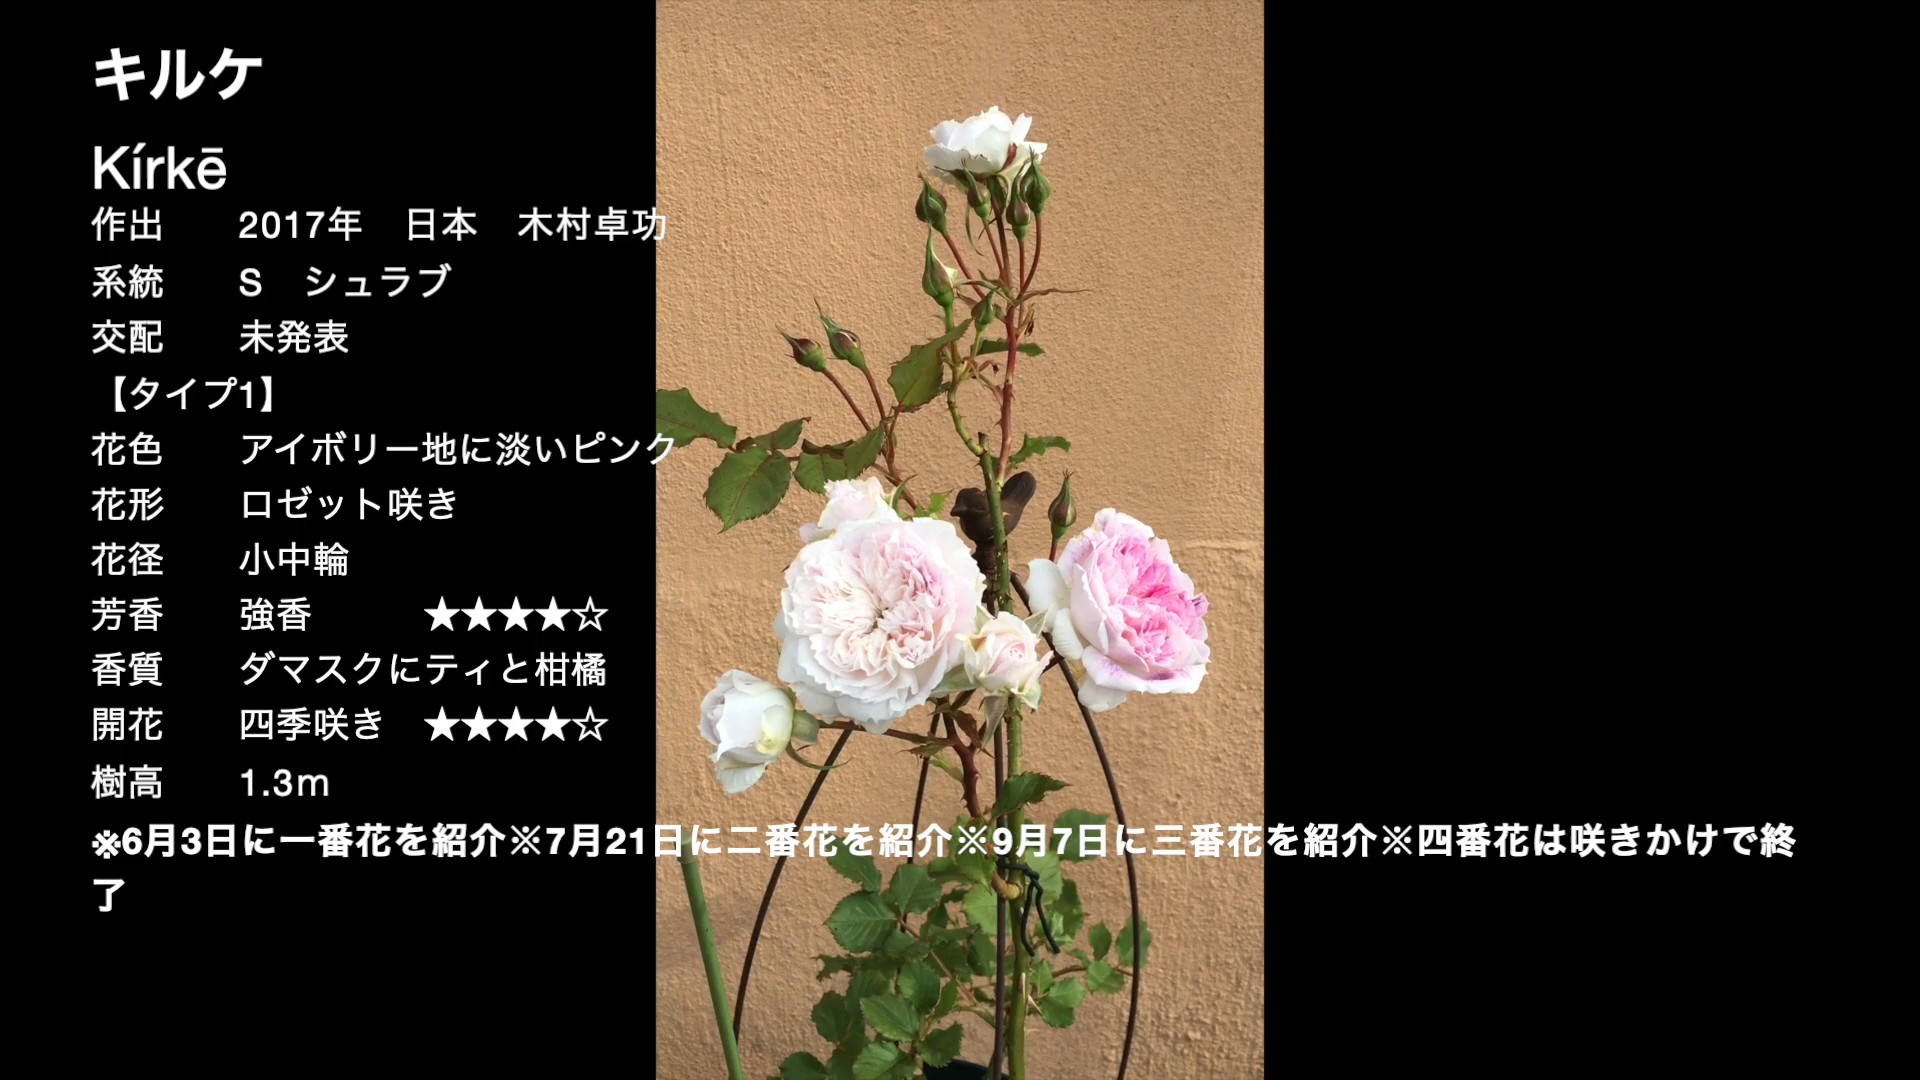 キルケ
Kírkē
作出　　2017年　日本　木村卓功
系統　　S　シュラブ
交配　　未発表
【タイプ1】
花色　　アイボリー地に淡いピンク
花形　　ロゼット咲き
花径　　小中輪
芳香　　強香　　　★★★★☆
香質　　ダマスクにティと柑橘
開花　　四季咲き　★★★★☆
樹高　　1.3m
※6月3日に一番花を紹介※7月21日に二番花を紹介※9月7日に三番花を紹介※四番花は咲きかけで終
了